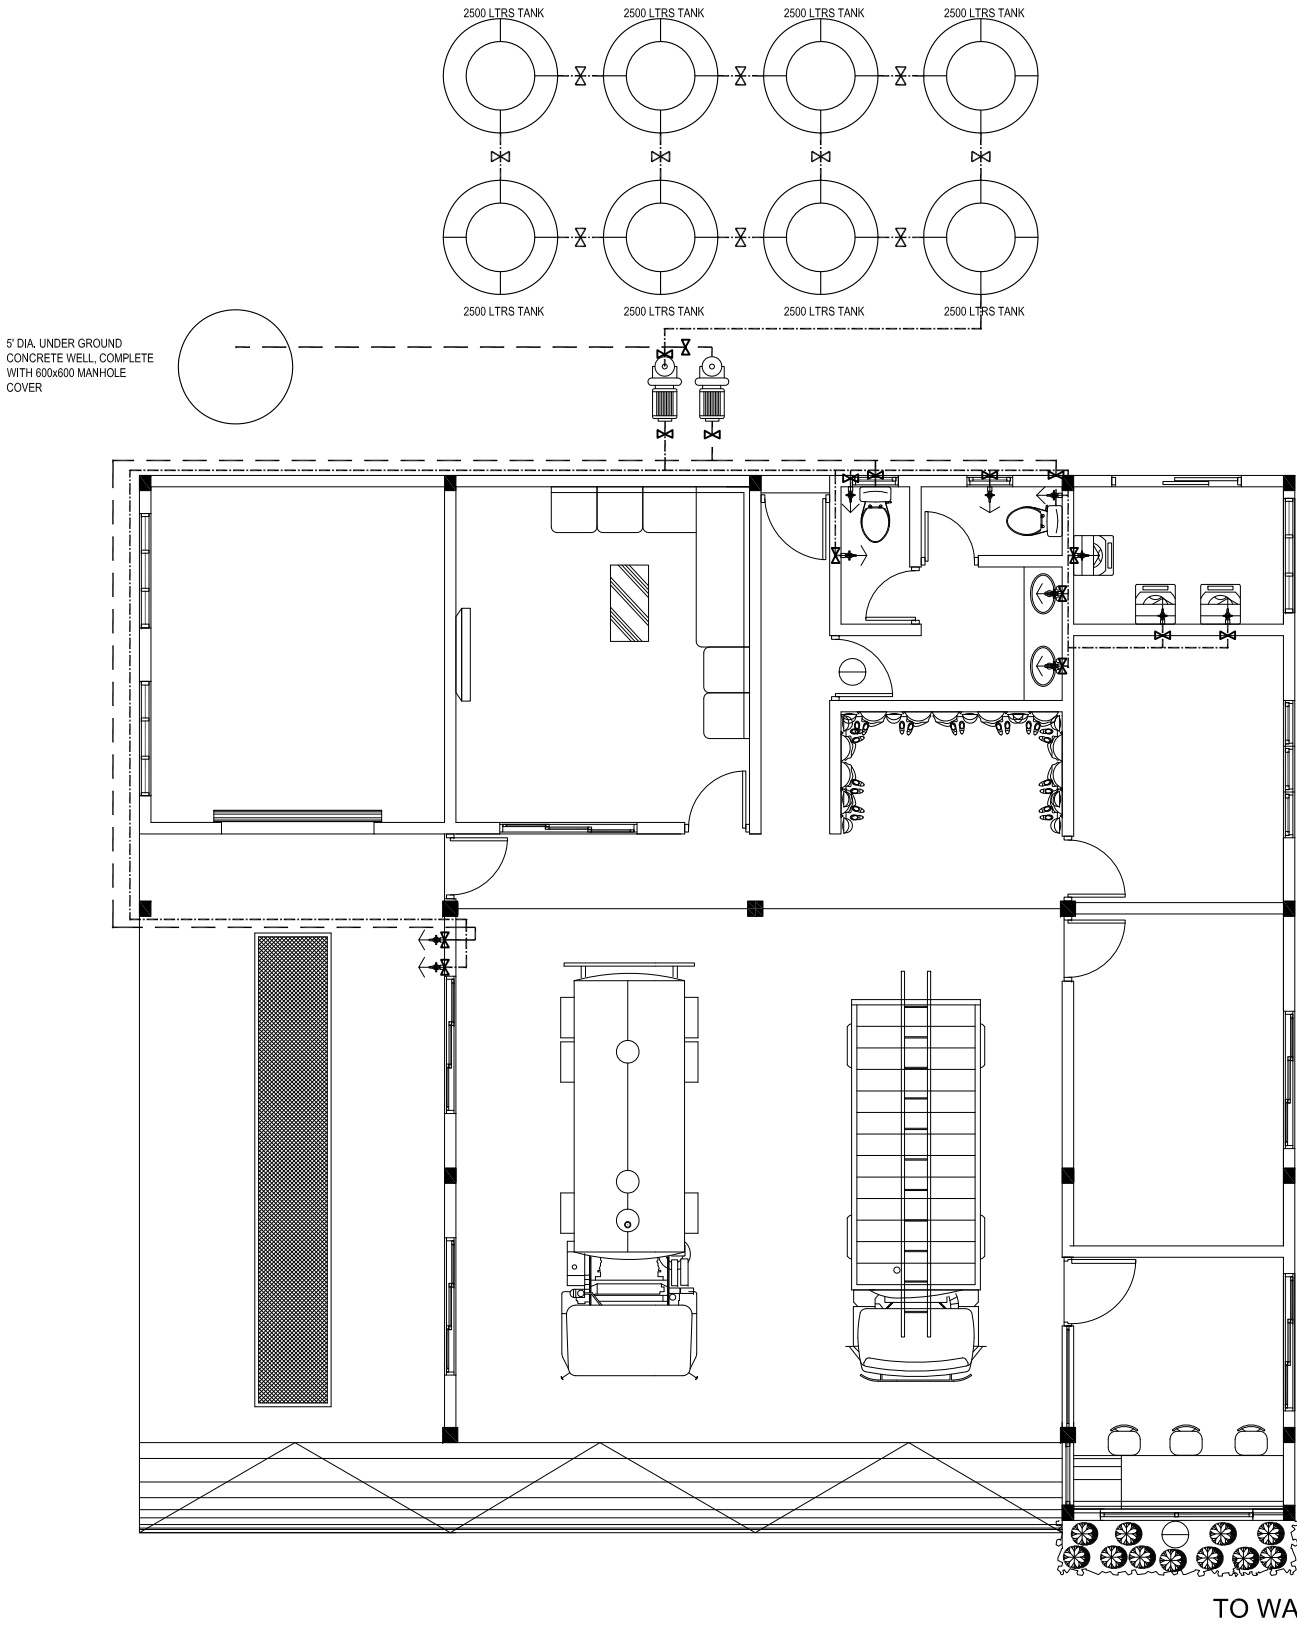 2500 LTRS TANK
2500 LTRS TANK
2500 LTRS TANK
2500 LTRS TANK
2500 LTRS TANK
2500 LTRS TANK
2500 LTRS TANK
2500 LTRS TANK
5' DIA. UNDER GROUND
CONCRETE WELL, COMPLETE
WITH 600x600 MANHOLE
COVER
TO WA